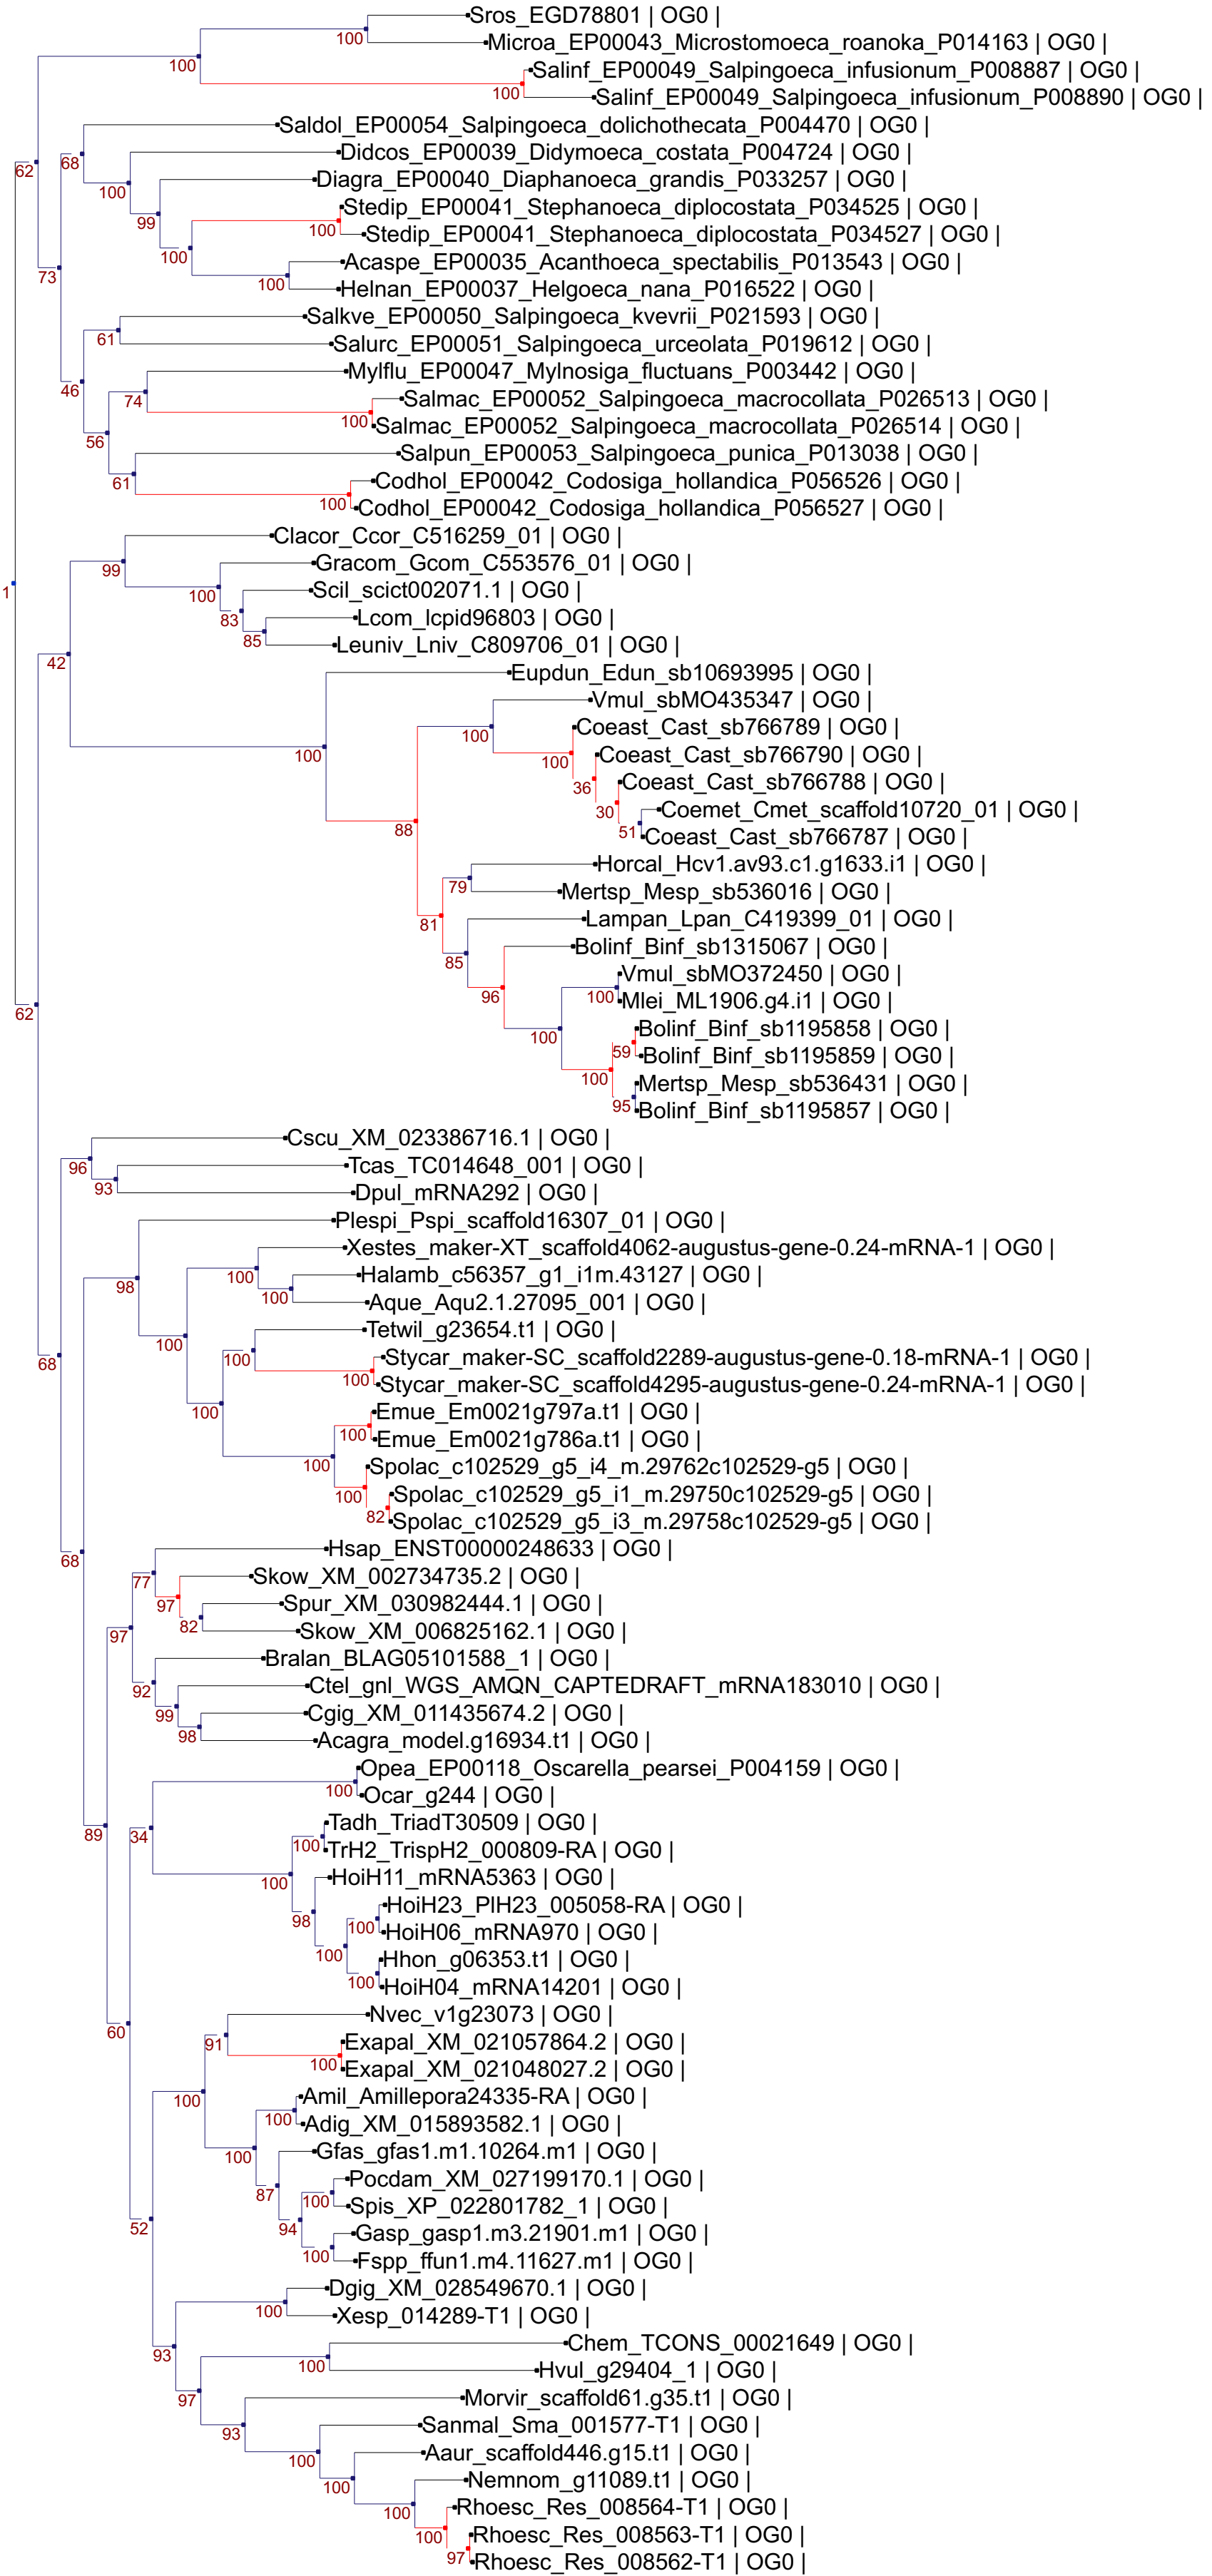 Sros_EGD78801 | OG0 |
100
Microa_EP00043_Microstomoeca_roanoka_P014163 | OG0 |
100
Salinf_EP00049_Salpingoeca_infusionum_P008887 | OG0 |
100
Salinf_EP00049_Salpingoeca_infusionum_P008890 | OG0 |
Saldol_EP00054_Salpingoeca_dolichothecata_P004470 | OG0 |
62
68
Didcos_EP00039_Didymoeca_costata_P004724 | OG0 |
100
Diagra_EP00040_Diaphanoeca_grandis_P033257 | OG0 |
99
Stedip_EP00041_Stephanoeca_diplocostata_P034525 | OG0 |
100
Stedip_EP00041_Stephanoeca_diplocostata_P034527 | OG0 |
100
Acaspe_EP00035_Acanthoeca_spectabilis_P013543 | OG0 |
73
100
Helnan_EP00037_Helgoeca_nana_P016522 | OG0 |
Salkve_EP00050_Salpingoeca_kvevrii_P021593 | OG0 |
61
Salurc_EP00051_Salpingoeca_urceolata_P019612 | OG0 |
Mylflu_EP00047_Mylnosiga_fluctuans_P003442 | OG0 |
46
74
Salmac_EP00052_Salpingoeca_macrocollata_P026513 | OG0 |
100
Salmac_EP00052_Salpingoeca_macrocollata_P026514 | OG0 |
56
Salpun_EP00053_Salpingoeca_punica_P013038 | OG0 |
61
Codhol_EP00042_Codosiga_hollandica_P056526 | OG0 |
100
Codhol_EP00042_Codosiga_hollandica_P056527 | OG0 |
Clacor_Ccor_C516259_01 | OG0 |
99
Gracom_Gcom_C553576_01 | OG0 |
1
100
Scil_scict002071.1 | OG0 |
83
Lcom_lcpid96803 | OG0 |
85
Leuniv_Lniv_C809706_01 | OG0 |
42
Eupdun_Edun_sb10693995 | OG0 |
Vmul_sbMO435347 | OG0 |
100
Coeast_Cast_sb766789 | OG0 |
100
100
Coeast_Cast_sb766790 | OG0 |
36
Coeast_Cast_sb766788 | OG0 |
30
Coemet_Cmet_scaffold10720_01 | OG0 |
88
51
Coeast_Cast_sb766787 | OG0 |
Horcal_Hcv1.av93.c1.g1633.i1 | OG0 |
79
Mertsp_Mesp_sb536016 | OG0 |
81
Lampan_Lpan_C419399_01 | OG0 |
Bolinf_Binf_sb1315067 | OG0 |
85
Vmul_sbMO372450 | OG0 |
96
100
Mlei_ML1906.g4.i1 | OG0 |
62
Bolinf_Binf_sb1195858 | OG0 |
100
59
Bolinf_Binf_sb1195859 | OG0 |
100
Mertsp_Mesp_sb536431 | OG0 |
95
Bolinf_Binf_sb1195857 | OG0 |
Cscu_XM_023386716.1 | OG0 |
96
Tcas_TC014648_001 | OG0 |
93
Dpul_mRNA292 | OG0 |
Plespi_Pspi_scaffold16307_01 | OG0 |
Xestes_maker-XT_scaffold4062-augustus-gene-0.24-mRNA-1 | OG0 |
98
100
Halamb_c56357_g1_i1m.43127 | OG0 |
100
Aque_Aqu2.1.27095_001 | OG0 |
Tetwil_g23654.t1 | OG0 |
100
68
100
Stycar_maker-SC_scaffold2289-augustus-gene-0.18-mRNA-1 | OG0 |
100
Stycar_maker-SC_scaffold4295-augustus-gene-0.24-mRNA-1 | OG0 |
100
Emue_Em0021g797a.t1 | OG0 |
100
Emue_Em0021g786a.t1 | OG0 |
100
Spolac_c102529_g5_i4_m.29762c102529-g5 | OG0 |
100
Spolac_c102529_g5_i1_m.29750c102529-g5 | OG0 |
82
Spolac_c102529_g5_i3_m.29758c102529-g5 | OG0 |
Hsap_ENST00000248633 | OG0 |
68
77
Skow_XM_002734735.2 | OG0 |
97
Spur_XM_030982444.1 | OG0 |
82
Skow_XM_006825162.1 | OG0 |
97
Bralan_BLAG05101588_1 | OG0 |
92
Ctel_gnl_WGS_AMQN_CAPTEDRAFT_mRNA183010 | OG0 |
99
Cgig_XM_011435674.2 | OG0 |
98
Acagra_model.g16934.t1 | OG0 |
Opea_EP00118_Oscarella_pearsei_P004159 | OG0 |
100
Ocar_g244 | OG0 |
Tadh_TriadT30509 | OG0 |
89
34
100
TrH2_TrispH2_000809-RA | OG0 |
100
HoiH11_mRNA5363 | OG0 |
HoiH23_PlH23_005058-RA | OG0 |
98
100
HoiH06_mRNA970 | OG0 |
100
Hhon_g06353.t1 | OG0 |
100
HoiH04_mRNA14201 | OG0 |
Nvec_v1g23073 | OG0 |
60
91
Exapal_XM_021057864.2 | OG0 |
100
Exapal_XM_021048027.2 | OG0 |
100
Amil_Amillepora24335-RA | OG0 |
100
Adig_XM_015893582.1 | OG0 |
100
Gfas_gfas1.m1.10264.m1 | OG0 |
Pocdam_XM_027199170.1 | OG0 |
87
100
Spis_XP_022801782_1 | OG0 |
52
94
Gasp_gasp1.m3.21901.m1 | OG0 |
100
Fspp_ffun1.m4.11627.m1 | OG0 |
Dgig_XM_028549670.1 | OG0 |
100
Xesp_014289-T1 | OG0 |
Chem_TCONS_00021649 | OG0 |
93
100
Hvul_g29404_1 | OG0 |
97
Morvir_scaffold61.g35.t1 | OG0 |
93
Sanmal_Sma_001577-T1 | OG0 |
100
Aaur_scaffold446.g15.t1 | OG0 |
100
Nemnom_g11089.t1 | OG0 |
100
Rhoesc_Res_008564-T1 | OG0 |
100
Rhoesc_Res_008563-T1 | OG0 |
97
Rhoesc_Res_008562-T1 | OG0 |